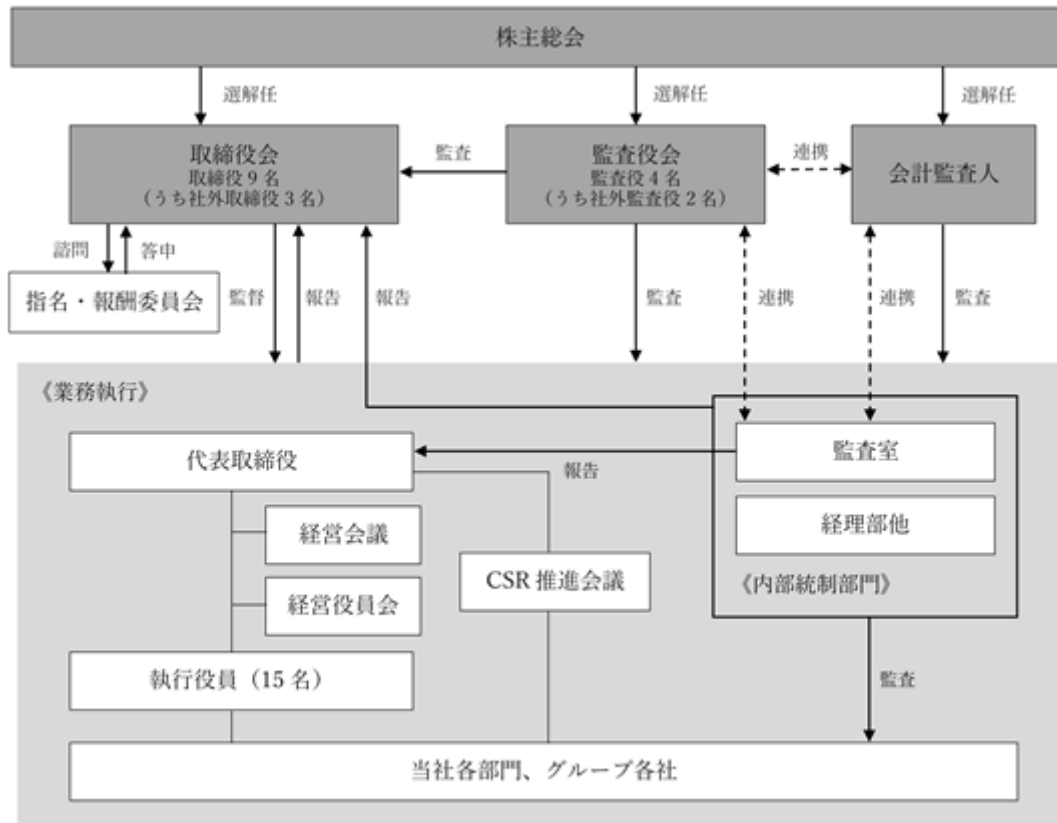 株主総会
選解任
選解任
選解任
取締役会
取締役 9 名
（うち社外取締役 3 名）
監査
監査役会
監査役 4 名
（うち社外監査役 2 名）
連携
会計監査人
諮問
答申
指名・報酬委員会
監督
報告
報告
監査
連携
連携
監査
《業務執行》
代表取締役
報告
監査室
経営会議
経理部他
CSR 推進会議
《内部統制部門》
経営役員会
執行役員（15 名）
監査
当社各部門、グループ各社